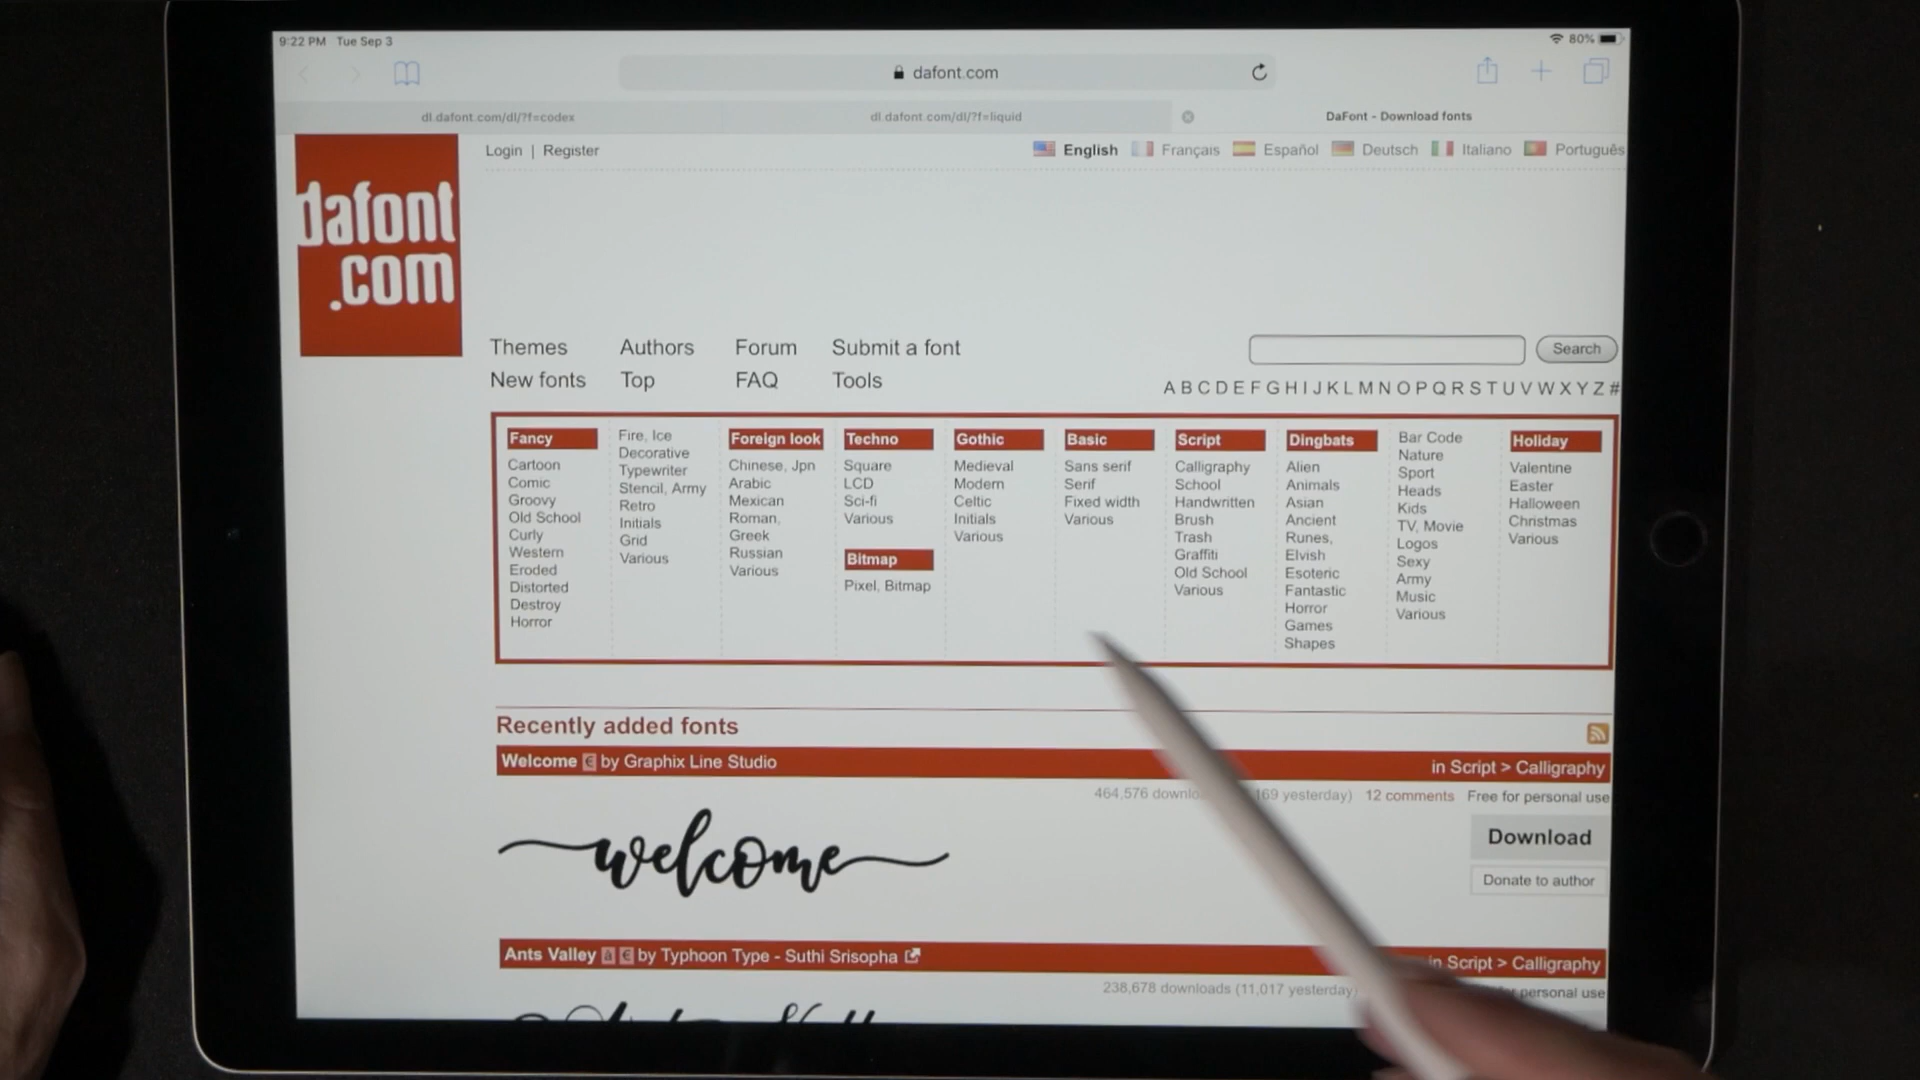 9:22 PM Tue Sep 3
80%
dafont.com
dl.dafont.com/dl/?f=codex
dl.dafont.com/dl/?f=liquid
DaFont - Download fonts
dafont
.com
Login | Register
English Français Español Deutsch Italiano Português
Themes Authors Forum Submit a font
Search
New fonts Top FAQ Tools
A B C D E F G H I J K L M N O P Q R S T U V W X Y Z #
Fancy
Cartoon
Comic
Groovy
Old School
Curly
Western
Eroded
Distorted
Destroy
Horror
Fire, Ice
Decorative
Typewriter
Stencil, Army
Retro
Initials
Grid
Various
Foreign look
Chinese, Jpn
Arabic
Mexican
Roman,
Greek
Russian
Various
Techno
Square
LCD
Sci-fi
Various
Bitmap
Pixel, Bitmap
Gothic
Medieval
Modern
Celtic
Initials
Various
Basic
Sans serif
Serif
Fixed width
Various
Script
Calligraphy
School
Handwritten
Brush
Trash
Graffiti
Old School
Various
Dingbats
Alien
Animals
Asian
Ancient
Runes,
Elvish
Esoteric
Fantastic
Horror
Games
Shapes
Bar Code
Nature
Sport
Heads
Kids
TV, Movie
Logos
Sexy
Army
Music
Various
Holiday
Valentine
Easter
Halloween
Christmas
Various
Recently added fonts
Welcome € by Graphix Line Studio
in Script > Calligraphy
464,576 169 yesterday) 12 comments Free for personal use
welcome
Download
Donate to author
Ants Valley à € by Typhoon Type - Suthi Srisopha
in Script > Calligraphy
238,678 downloads (11,017 yesterday) personal use